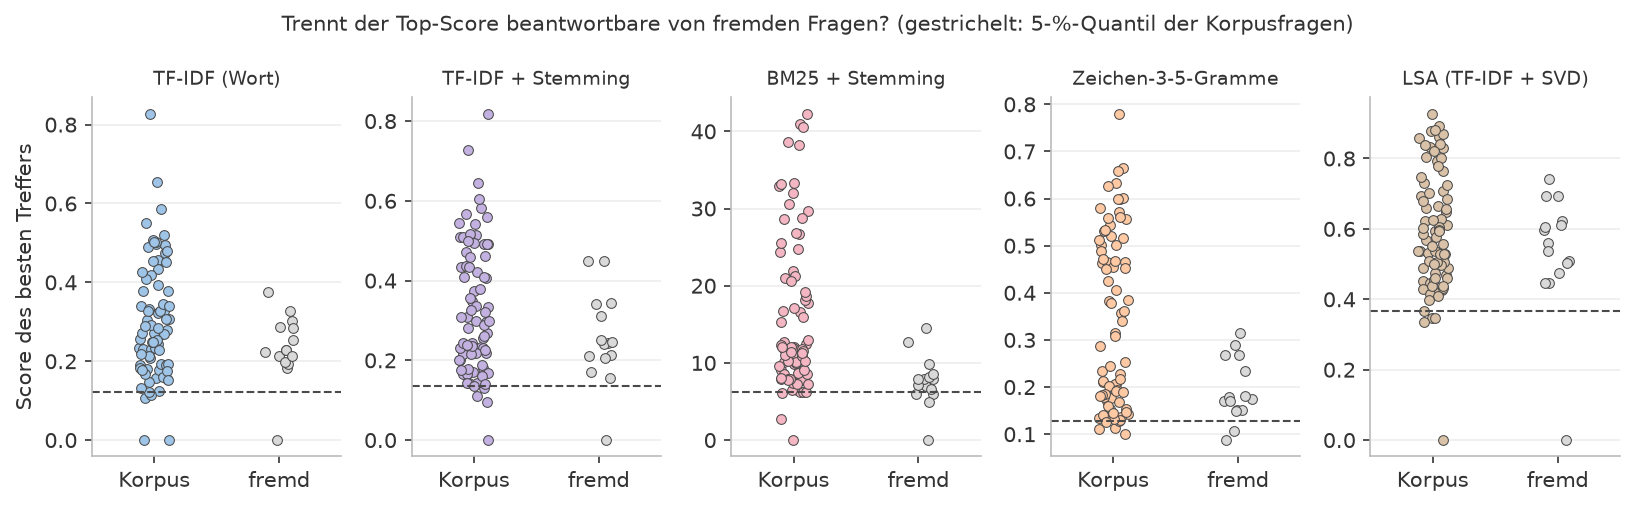 Trennt der Top-Score beantwortbare von fremden Fragen? (gestrichelt: 5-%-Quantil der Korpusfragen)
TF-IDF (Wort)
TF-IDF + Stemming
BM25 + Stemming
Zeichen-3-5-Gramme
LSA (TF-IDF + SVD)
Score des besten Treffers
0.8
0.6
0.4
0.2
0.0
Korpus
fremd
0.8
0.6
0.4
0.2
0.0
Korpus
fremd
40
30
20
10
0
Korpus
fremd
0.8
0.7
0.6
0.5
0.4
0.3
0.2
0.1
Korpus
fremd
0.8
0.6
0.4
0.2
0.0
Korpus
fremd